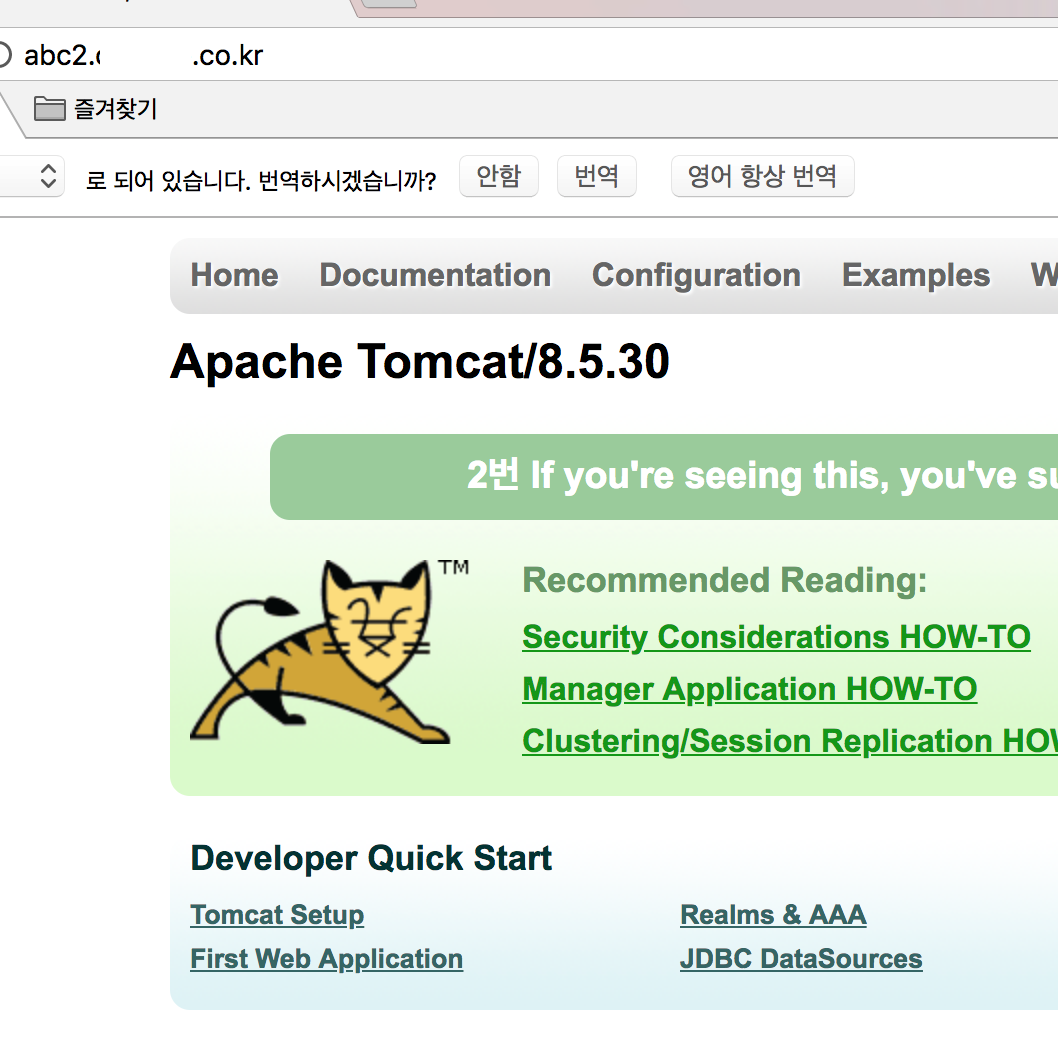 abc2. .co.kr
즐겨찾기
로 되어 있습니다. 번역하시겠습니까? 안함 번역 영어 항상 번역
Home Documentation Configuration Examples
Apache Tomcat/8.5.30
2번 If you're seeing this, you've
TM
Recommended Reading:
Security Considerations HOW-TO
Manager Application HOW-TO
Clustering/Session Replication
Developer Quick Start
Tomcat Setup Realms & AAA
First Web Application JDBC DataSources